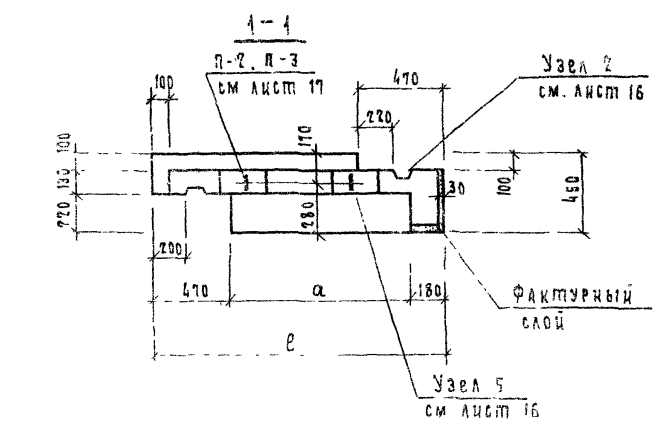 1-1
П-2, П-3
см лист 17
Узел 2
см. лист 16
470
100
220
170
100
130
220
30
100
450
280
200
470
a
180
Фактурный
слой
l
Узел 5
см лист 16